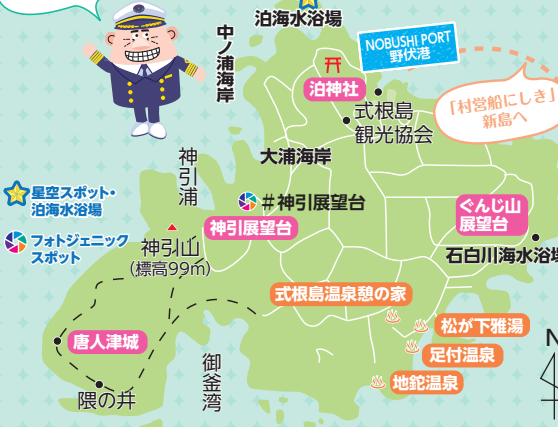 泊海水浴場
NOBUSHI PORT
野伏港
中ノ浦海岸
泊神社
式根島
観光協会
「村営船にしき」
新島へ
大浦海岸
神引浦
星空スポット・
泊海水浴場
#神引展望台
ぐんじ山
展望台
フォトジェニック
スポット
神引展望台
神引山
(標高99m)
石白川海水浴場
式根島温泉憩の家
松が下雅湯
唐人津城
足付温泉
御釜湾
地鉈温泉
隈の井
N